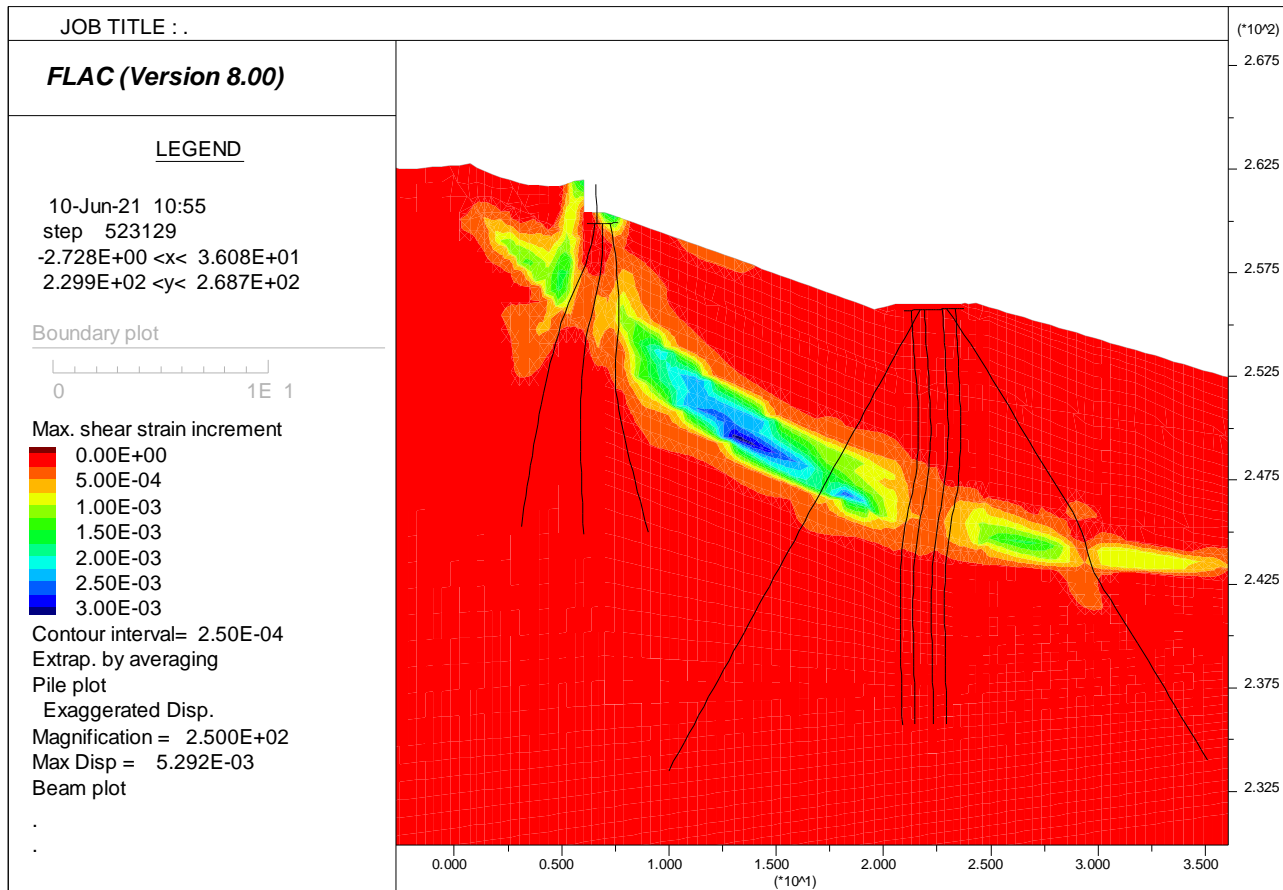 JOB TITLE : .
FLAC (Version 8.00)
LEGEND
10-Jun-21 10:55
step 523129
-2.728E+00 <x< 3.608E+01
2.299E+02 <y< 2.687E+02
Boundary plot
0 1E 1
Max. shear strain increment
0.00E+00
5.00E-04
1.00E-03
1.50E-03
2.00E-03
2.50E-03
3.00E-03
Contour interval= 2.50E-04
Extrap. by averaging
Pile plot
Exaggerated Disp.
Magnification = 2.500E+02
Max Disp = 5.292E-03
Beam plot
.
.
(*10^2)
2.675
2.625
2.575
2.525
2.475
2.425
2.375
2.325
0.000 0.500 1.000 1.500 2.000 2.500 3.000 3.500
(*10^1)